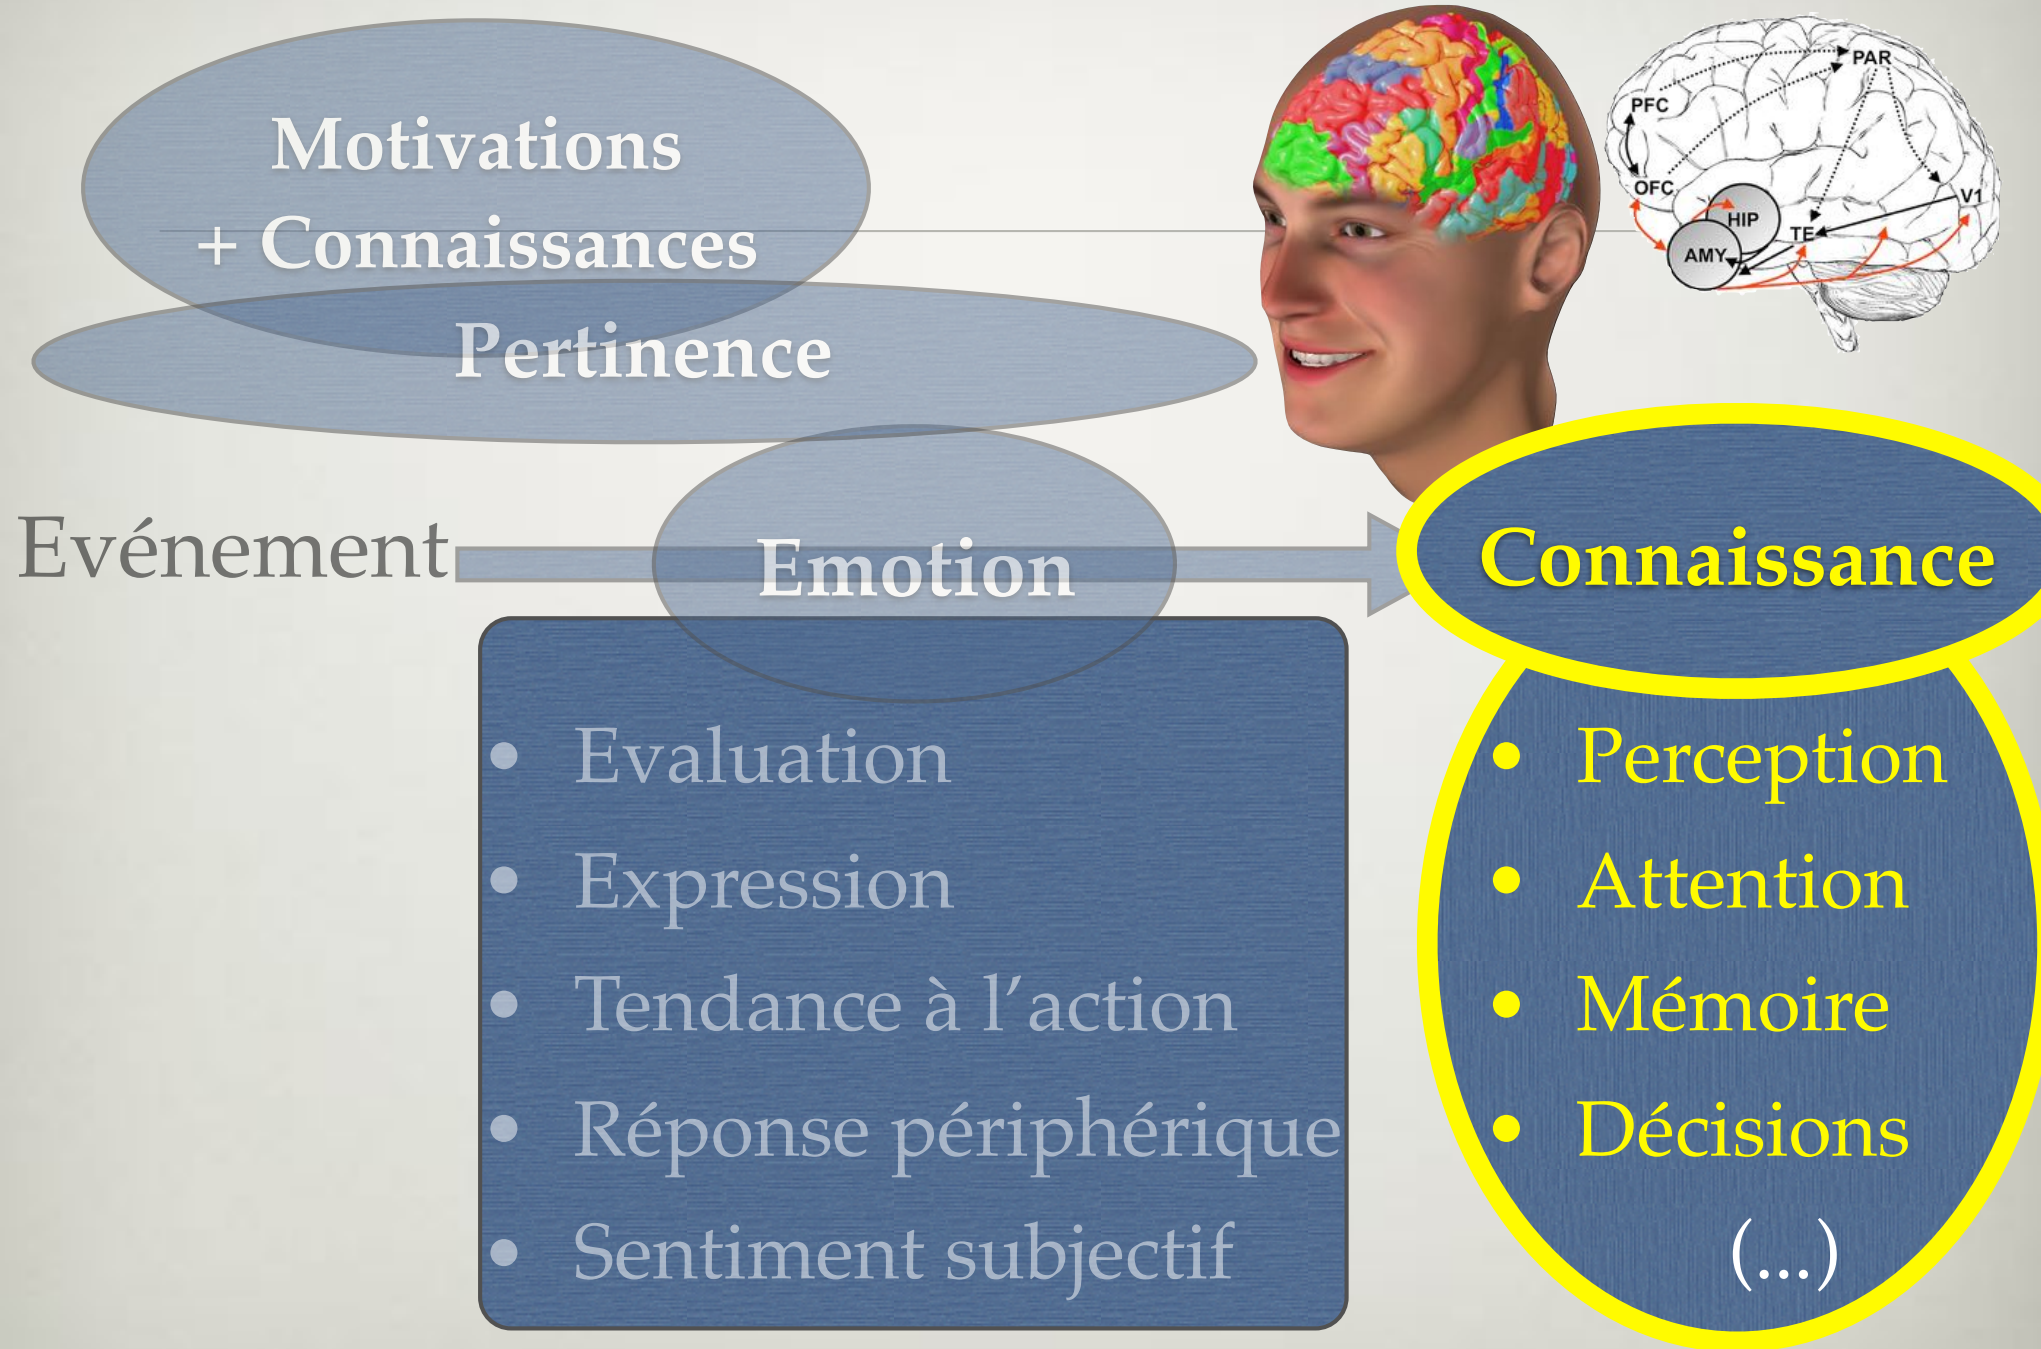 Motivations
+ Connaissances
Pertinence
PAR
PFC
OFC
V1
HIP
TE
AMY
Evénement
Emotion
Connaissance
• Evaluation
• Expression
• Tendance à l’action
• Réponse périphérique
• Sentiment subjectif
• Perception
• Attention
• Mémoire
• Décisions
(...)